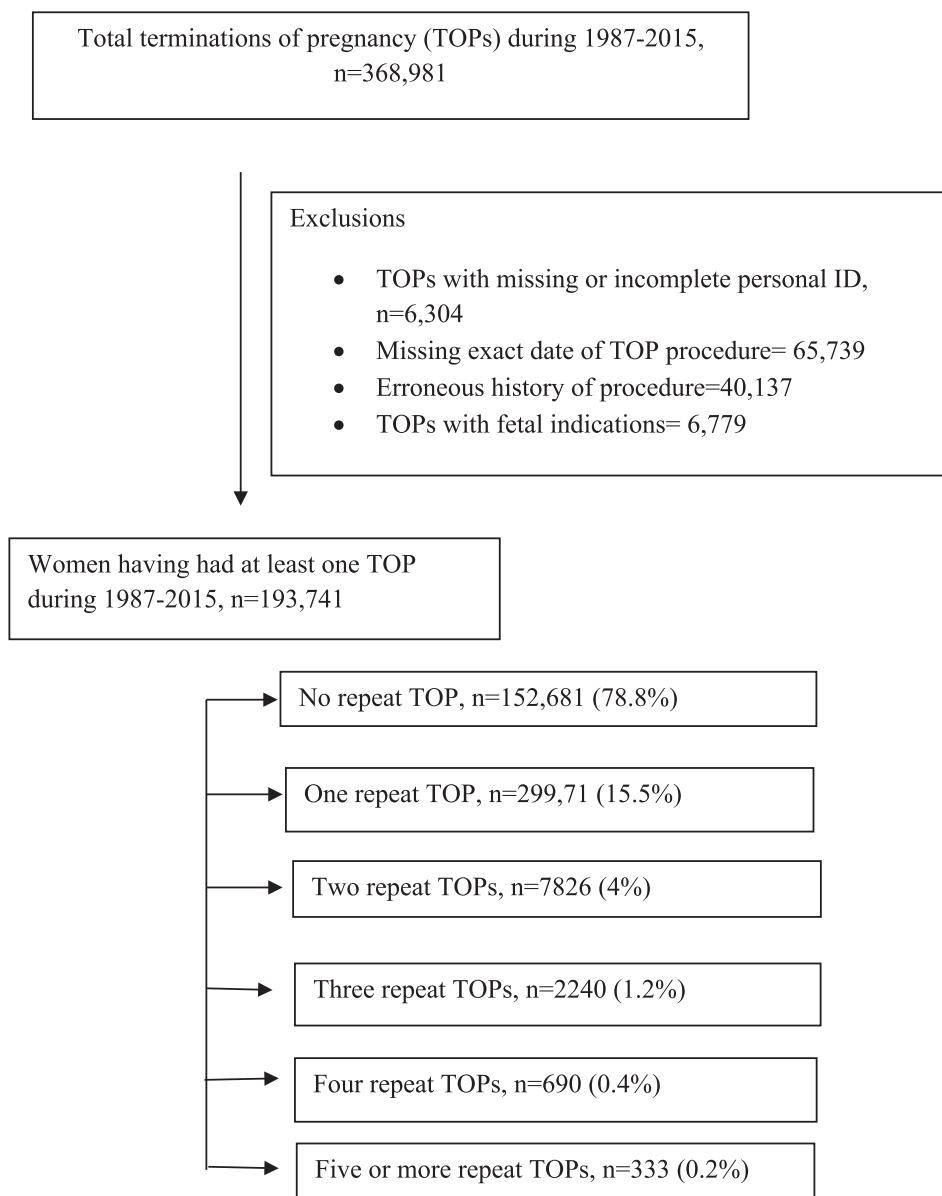 Total terminations of pregnancy (TOPs) during 1987-2015,
n=368,981
Exclusions
• TOPs with missing or incomplete personal ID,
n=6,304
• Missing exact date of TOP procedure= 65,739
• Erroneous history of procedure=40,137
• TOPs with fetal indications= 6,779
Women having had at least one TOP
during 1987-2015, n=193,741
No repeat TOP, n=152,681 (78.8%)
One repeat TOP, n=299,71 (15.5%)
Two repeat TOPs, n=7826 (4%)
Three repeat TOPs, n=2240 (1.2%)
Four repeat TOPs, n=690 (0.4%)
Five or more repeat TOPs, n=333 (0.2%)